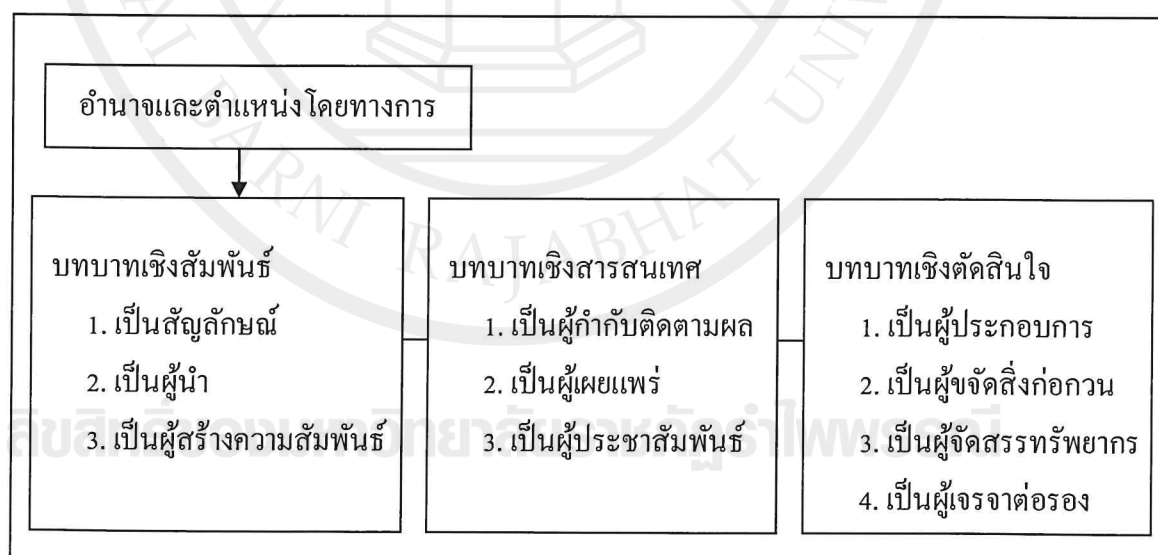 อำนาจและตำแหน่งโดยทางการ
บทบาทเชิงสัมพันธ์
1. เป็นสัญลักษณ์
2. เป็นผู้นำ
3. เป็นผู้สร้างความสัมพันธ์
บทบาทเชิงสารสนเทศ
1. เป็นผู้กำกับติดตามผล
2. เป็นผู้เผยแพร่
3. เป็นผู้ประชาสัมพันธ์
บทบาทเชิงตัดสินใจ
1. เป็นผู้ประกอบการ
2. เป็นผู้ขจัดสิ่งก่อกวน
3. เป็นผู้จัดสรรทรัพยากร
4. เป็นผู้เจรจาต่อรอง
BARNI RAJABHAT